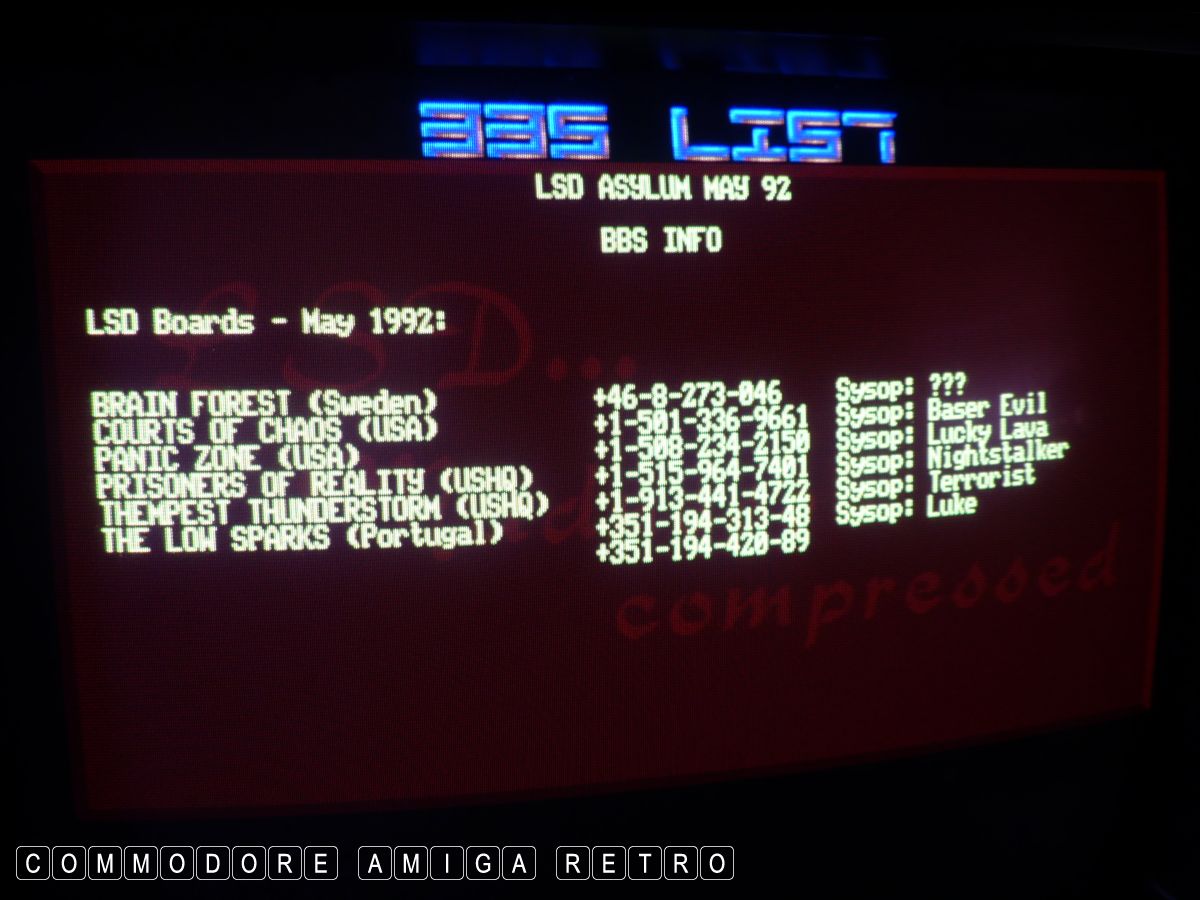 BBS LIST
LSD ASYLUM MAY 92
BBS INFO
LSD...
LSD Boards - May 1992:
BRAIN FOREST (Sweden) +46-8-273-046 Sysop: ???
COURTS OF CHAOS (USA) +1-501-336-9661 Sysop: Baser Evil
PANIC ZONE (USA) +1-508-234-2150 Sysop: Lucky Lava
PRISONERS OF REALITY (USHQ) +1-515-964-7401 Sysop: Nightstalker
THEMPEST THUNDERSTORM (USHQ) +1-913-441-4722 Sysop: Terrorist
THE LOW SPARKS (Portugal) +351-194-313-48 Sysop: Luke
+351-194-420-89
compressed
COMMODORE AMIGA RETRO